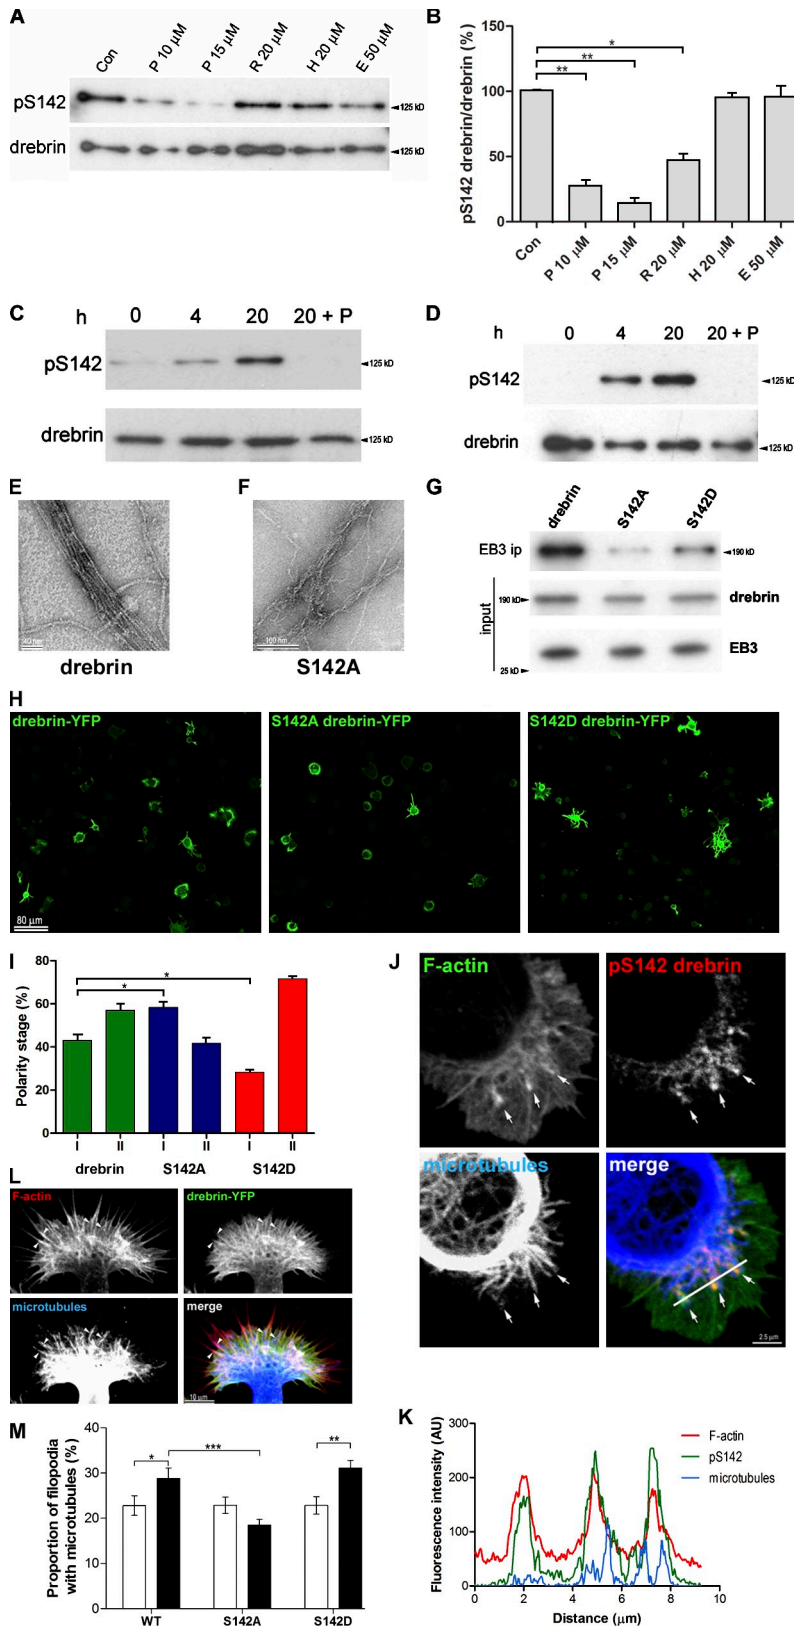 A
Con
P 10 µM
P 15 µM
R 20 µM
H 20 µM
E 50 µM
pS142
◄125 kD
drebrin
◄125 kD
B
pS142 drebrin/drebrin (%)
150
100
50
0
*
**
**
Con
P 10 µM
P 15 µM
R 20 µM
H 20 µM
E 50 µM
C
h 0 4 20 20 + P
pS142
◄125 kD
drebrin
◄125 kD
D
h 0 4 20 20 + P
pS142
◄125 kD
drebrin
◄125 kD
E
drebrin
F
100 nm
S142A
G
drebrin
S142A
S142D
EB3 ip
◄190 kD
input
190 kD►
drebrin
EB3
25 kD►
H
drebrin-YFP
S142A drebrin-YFP
S142D drebrin-YFP
80 µm
I
Polarity stage (%)
80
60
40
20
0
*
*
I II I II I II
drebrin S142A S142D
J
F-actin
pS142 drebrin
microtubules
merge
2.5 µm
L
F-actin
drebrin-YFP
microtubules
merge
10 µm
M
Proportion of filopodia
with microtubules (%)
40
30
20
10
0
*
***
**
WT S142A S142D
K
Fluorescence intensity (AU)
300
200
100
0
F-actin
pS142
microtubules
0 2 4 6 8 10
Distance (µm)